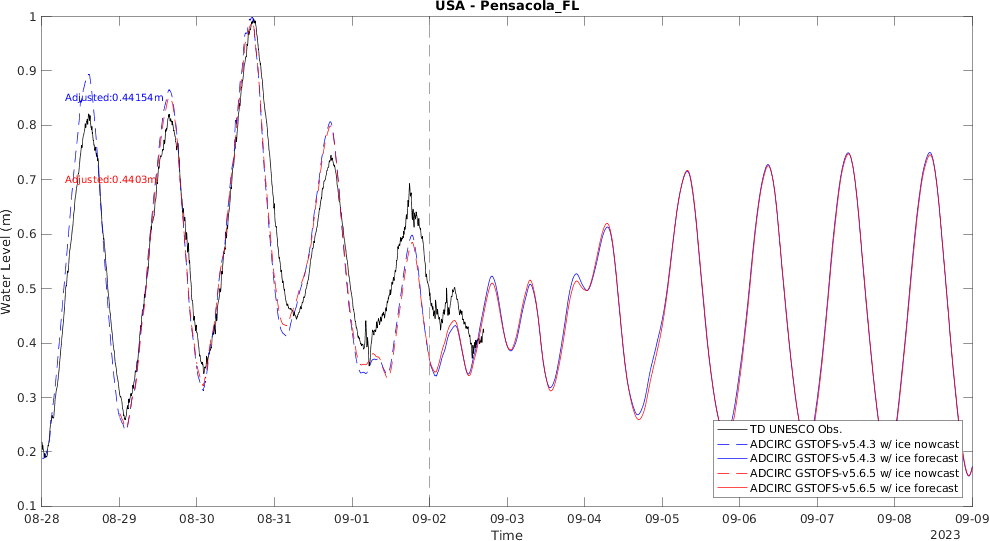 USA - Pensacola_FL
1
0.9
0.8
0.7
0.6
0.5
0.4
0.3
0.2
0.1
Water Level (m)
Adjusted:0.44154m
Adjusted:0.4403m
TD UNESCO Obs.
ADCIRC GSTOFS-v5.4.3 w/ ice nowcast
ADCIRC GSTOFS-v5.4.3 w/ ice forecast
ADCIRC GSTOFS-v5.6.5 w/ ice nowcast
ADCIRC GSTOFS-v5.6.5 w/ ice forecast
08-28 08-29 08-30 08-31 09-01 09-02 09-03 09-04 09-05 09-06 09-07 09-08 09-09
Time
2023